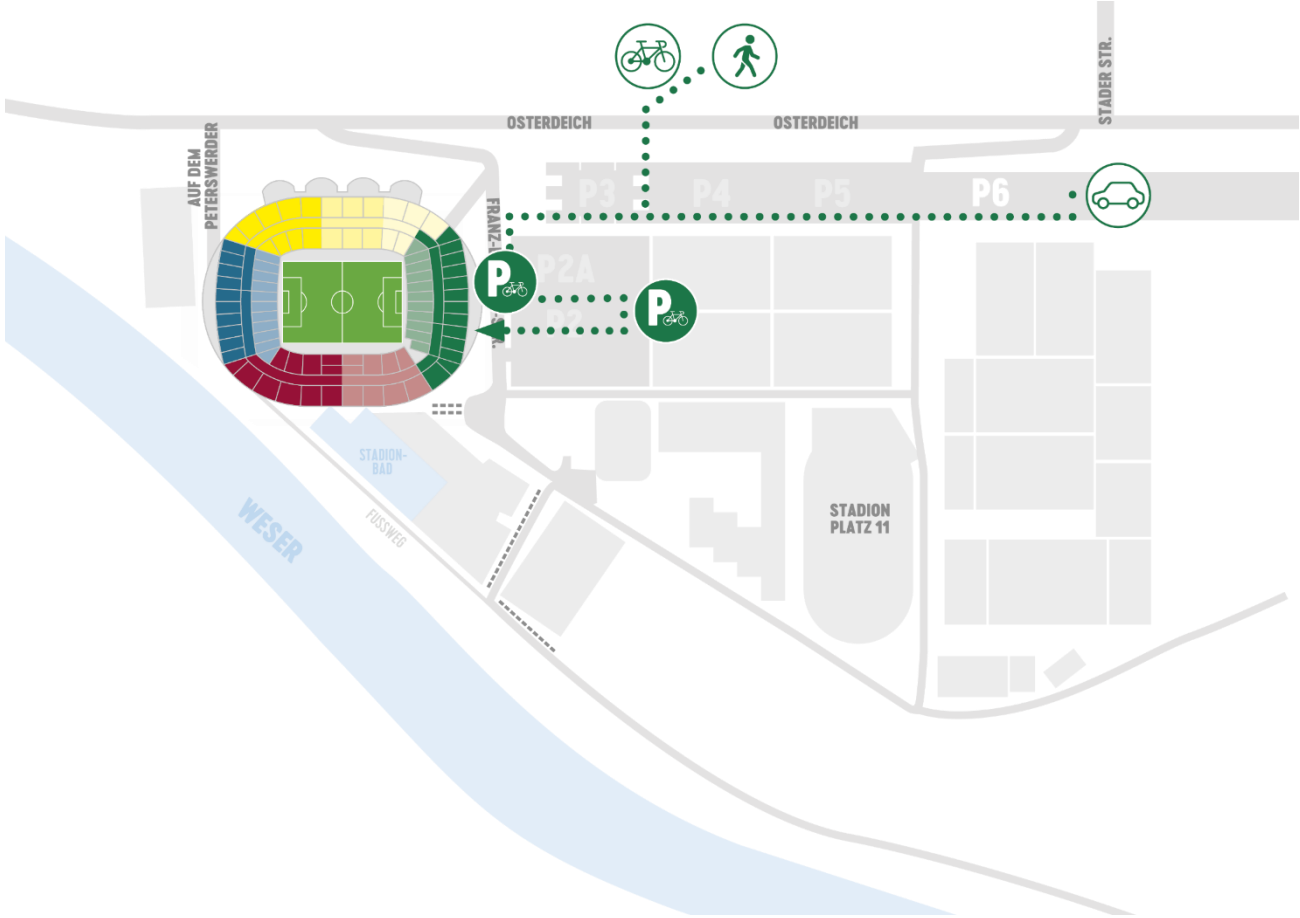 OSTERDEICH
OSTERDEICH
STADER STR.
AUF DEM
PETERSWERDER
P3
P4
P5
P6
P2A
P2
P
P
STADION-
BAD
FUSSWEG
WESER
STADION
PLATZ 11